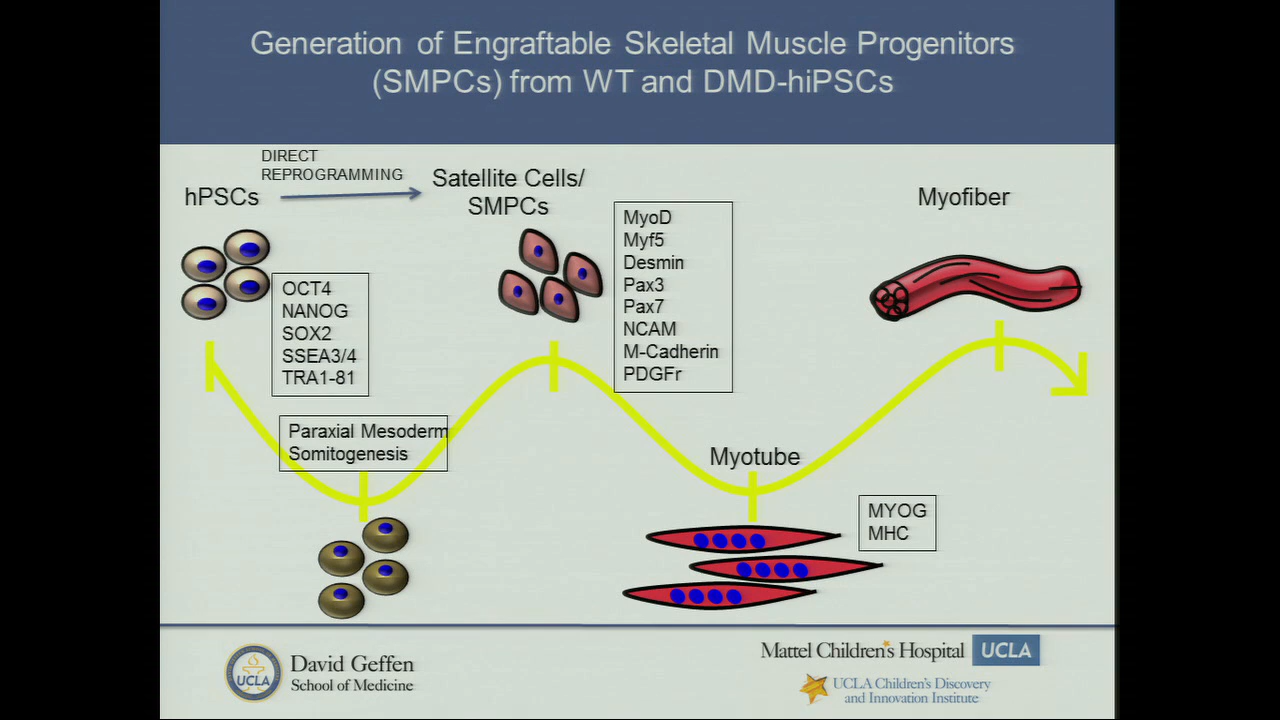 Generation of Engraftable Skeletal Muscle Progenitors
(SMPCs) from WT and DMD-hiPSCs
DIRECT
REPROGRAMMING
hPSCs
Satellite Cells/
SMPCs
Myofiber
MyoD
Myf5
Desmin
Pax3
Pax7
NCAM
M-Cadherin
PDGFr
OCT4
NANOG
SOX2
SSEA3/4
TRA1-81
Paraxial Mesoderm
Somitogenesis
Myotube
MYOG
MHC
UCLA
David Geffen
School of Medicine
Mattel Children's Hospital UCLA
UCLA Children's Discovery
and Innovation Institute